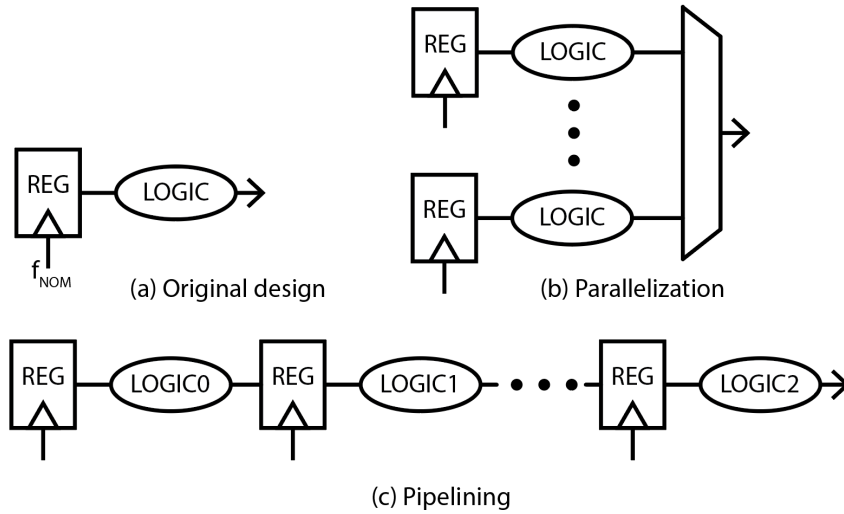 REG
LOGIC
f_NOM
(a) Original design
REG
LOGIC
REG
LOGIC
(b) Parallelization
REG
LOGIC0
REG
LOGIC1
REG
LOGIC2
(c) Pipelining